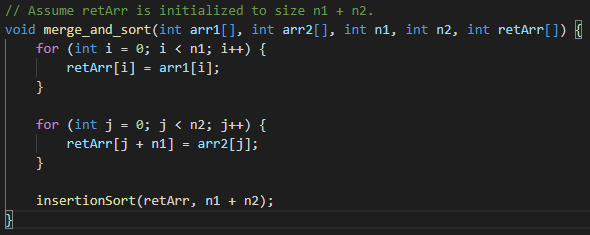 // Assume retArr is initialized to size n1 + n2.
void merge_and_sort(int arr1[], int arr2[], int n1, int n2, int retArr[]) {
    for (int i = 0; i < n1; i++) {
        retArr[i] = arr1[i];
    }

    for (int j = 0; j < n2; j++) {
        retArr[j + n1] = arr2[j];
    }

    insertionSort(retArr, n1 + n2);
}